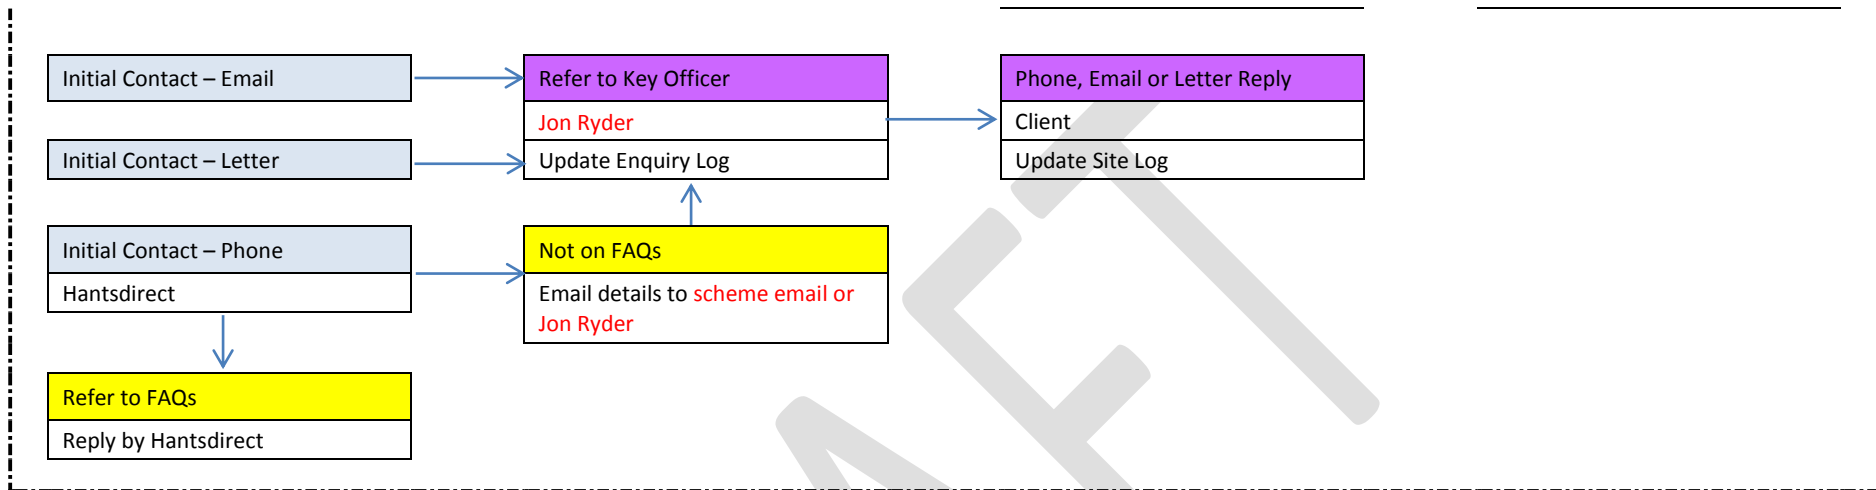 Initial Contact – Email
Refer to Key Officer
Phone, Email or Letter Reply
Jon Ryder
Client
Initial Contact – Letter
Update Enquiry Log
Update Site Log
Initial Contact – Phone
Not on FAQs
Hantsdirect
Email details to scheme email or
Jon Ryder
Refer to FAQs
Reply by Hantsdirect
AFT